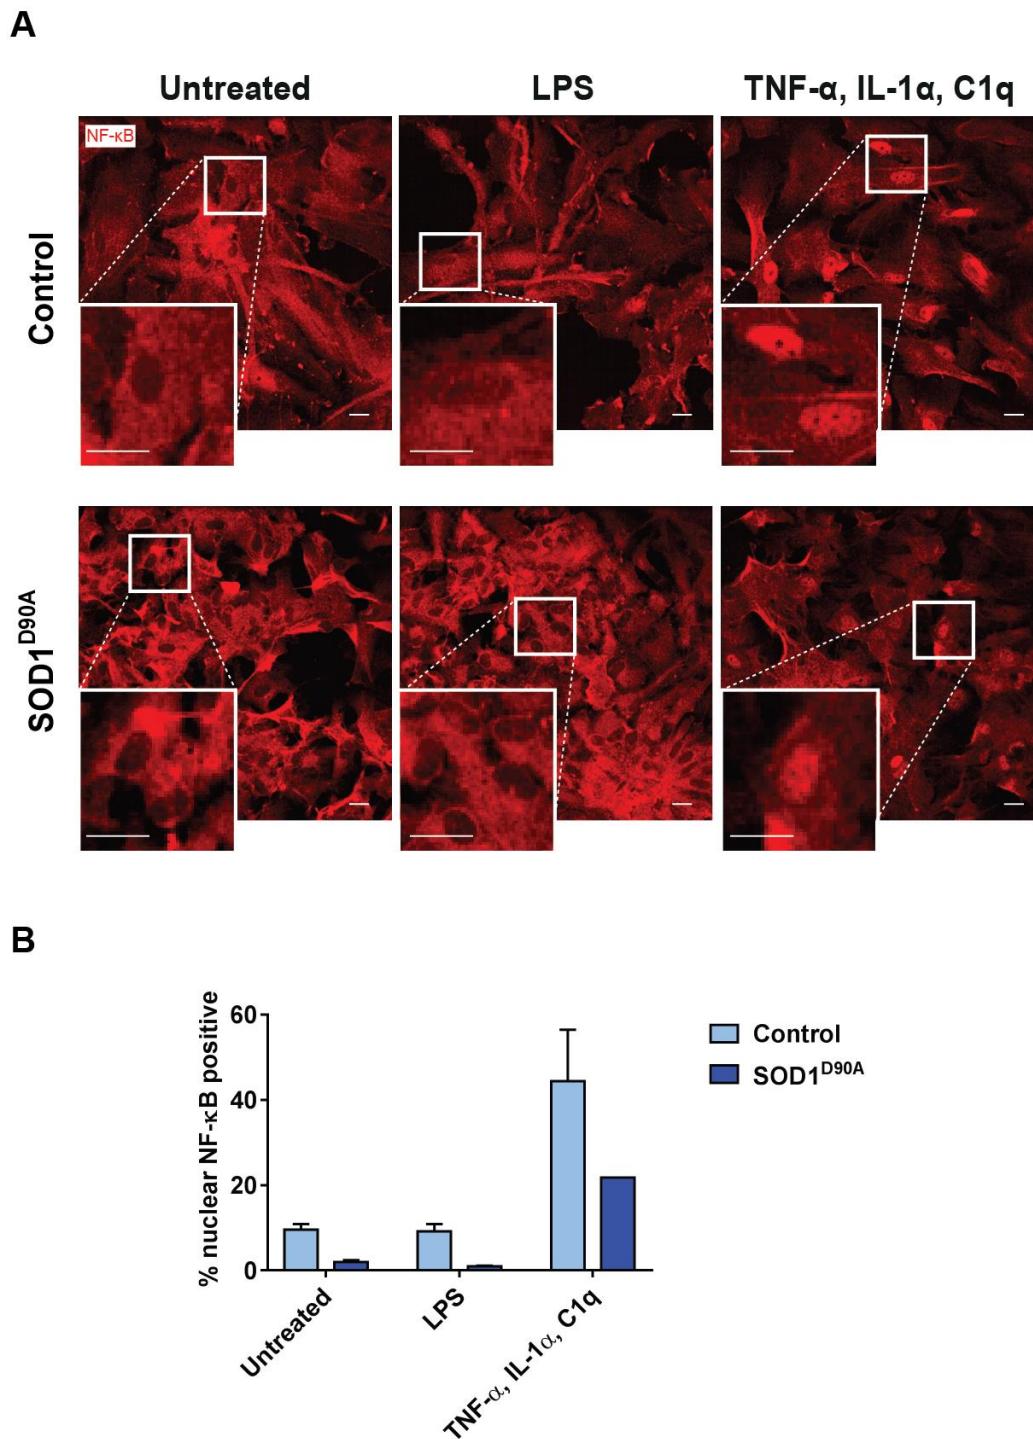 A
Untreated LPS TNF-α, IL-1α, C1q
NF-κB
Control
SOD1D90A
B
% nuclear NF-κB positive
60
40
20
0
Untreated
LPS
TNF-α, IL-1α, C1q
Control
SOD1D90A